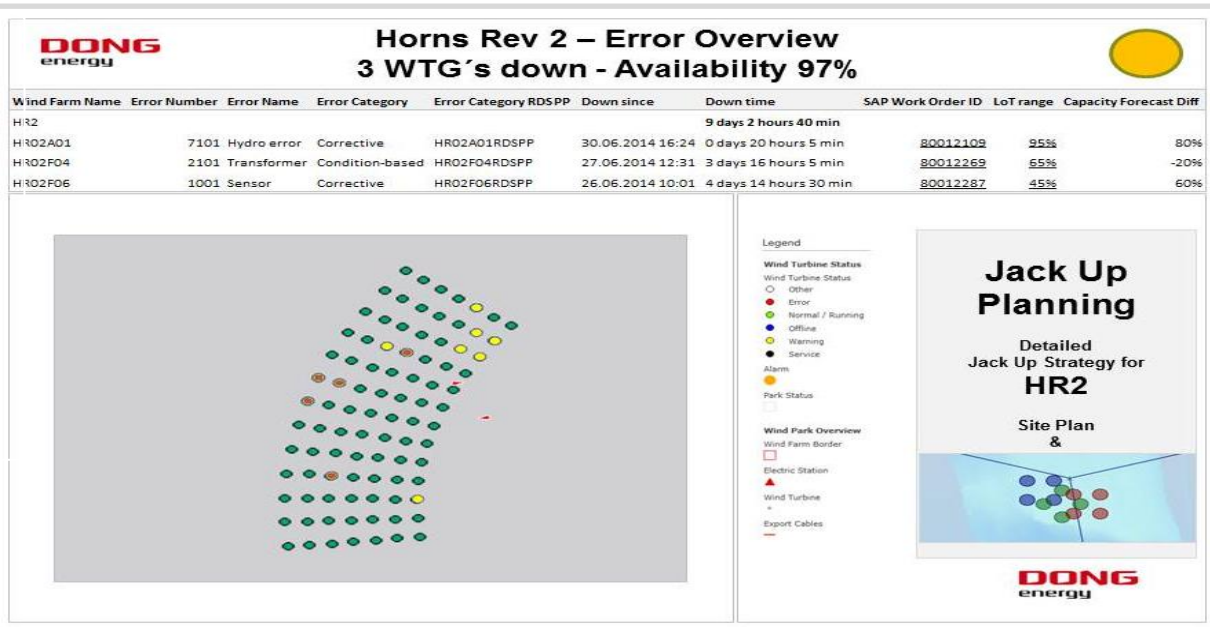 DONG
energy
Horns Rev 2 – Error Overview
3 WTG´s down - Availability 97%
Wind Farm Name Error Number Error Name Error Category Error Category RDSPP Down since Down time SAP Work Order ID LoT range Capacity Forecast Diff
HR2 9 days 2 hours 40 min
HR02A01 7101 Hydro error Corrective HR02A01RDSPP 30.06.2014 16:24 0 days 20 hours 5 min 80012109 95% 80%
HR02F04 2101 Transformer Condition-based HR02F04RDSPP 27.06.2014 12:31 3 days 16 hours 5 min 80012269 65% -20%
HR02F06 1001 Sensor Corrective HR02F06RDSPP 26.06.2014 10:01 4 days 14 hours 30 min 80012287 45% 60%
Legend
Wind Turbine Status
Wind Turbine Status
Other
Error
Normal / Running
Offline
Warning
Service
Alarm
Park Status
Wind Park Overview
Wind Farm Border
Electric Station
Wind Turbine
Export Cables
Jack Up
Planning
Detailed
Jack Up Strategy for
HR2
Site Plan
&
DONG
energy